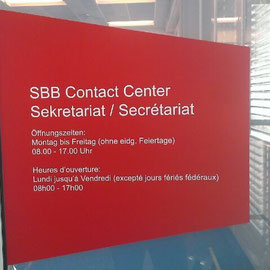 SBB Contact Center
Sekretariat / Secrétariat
Öffnungszeiten:
Montag bis Freitag (ohne eidg. Feiertage)
08.00 - 17.00 Uhr
Heures d'ouverture:
Lundi jusqu'à Vendredi (excepté jours fériés fédéraux)
08h00 - 17h00